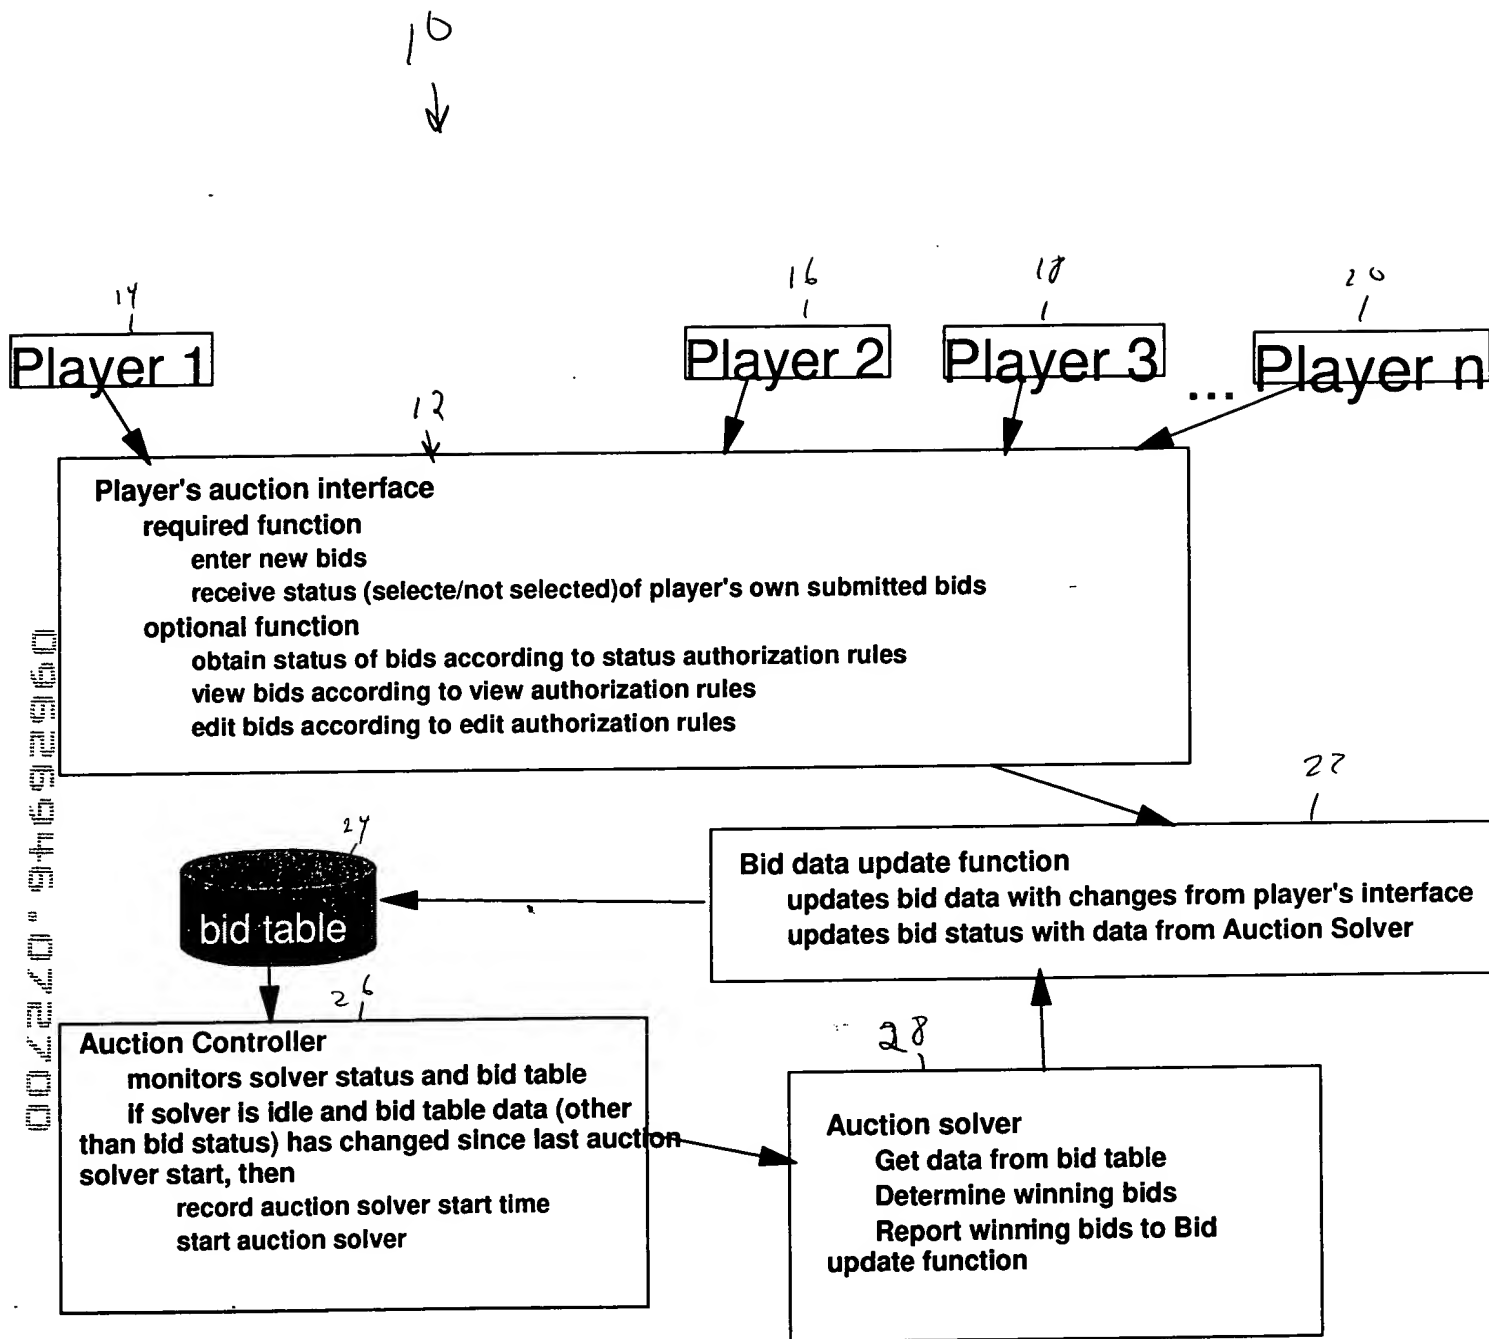 10
14
16
18
20
Player 1
Player 2
Player 3
... Player n
12
Player's auction interface
required function
enter new bids
receive status (selecte/not selected)of player's own submitted bids
optional function
obtain status of bids according to status authorization rules
view bids according to view authorization rules
edit bids according to edit authorization rules
22
Bid data update function
updates bid data with changes from player's interface
updates bid status with data from Auction Solver
24
bid table
26
Auction Controller
monitors solver status and bid table
if solver is idle and bid table data (other
than bid status) has changed since last auction
solver start, then
record auction solver start time
start auction solver
28
Auction solver
Get data from bid table
Determine winning bids
Report winning bids to Bid
update function
09626946.072700